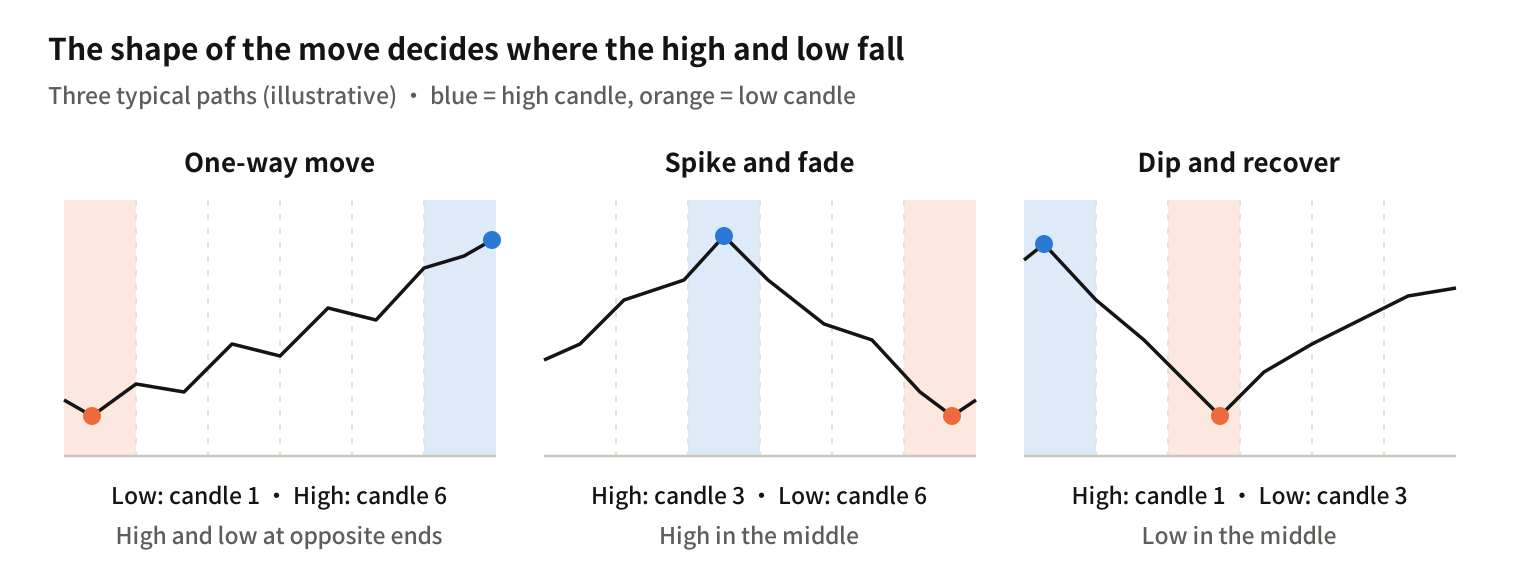 The shape of the move decides where the high and low fall
Three typical paths (illustrative) • blue = high candle, orange = low candle
One-way move
Spike and fade
Dip and recover
Low: candle 1 • High: candle 6
High: candle 3 • Low: candle 6
High: candle 1 • Low: candle 3
High and low at opposite ends
High in the middle
Low in the middle